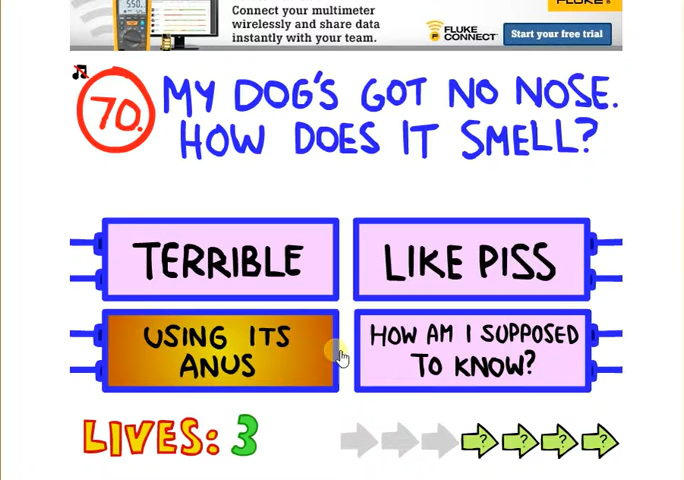 550.
Connect your multimeter
wirelessly and share data
instantly with your team.
FLUKE
CONNECT
FLUKE
Start your free trial
70.
MY DOG'S GOT NO NOSE.
HOW DOES IT SMELL?
TERRIBLE
LIKE PISS
USING ITS
ANUS
HOW AM I SUPPOSED
TO KNOW?
LIVES: 3
? ? ? ?